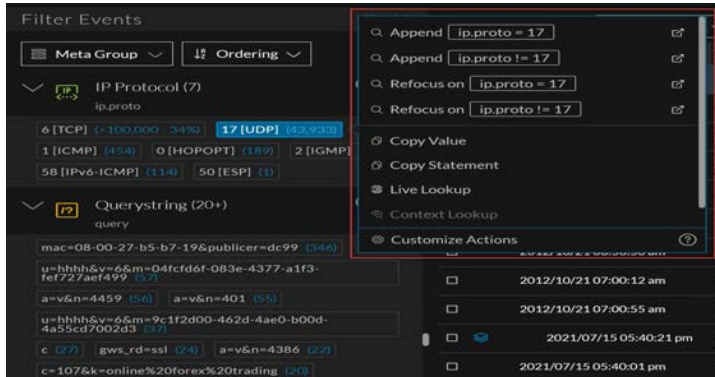 Filter Events
Meta Group
Ordering
IP Protocol (7)
ip.proto
6 [TCP] (>100,000 - 34%) 17 [UDP] (43,933)
1 [ICMP] (454) 0 [HOPOPT] (189) 2 [IGMP]
58 [IPv6-ICMP] (114) 50 [ESP] (1)
Querystring (20+)
query
mac=08-00-27-b5-b7-19&publicer=dc99 (346)
u=hhhh&v=6&m=04fcfd6f-083e-4377-a1f3-
fef727aef499 (57)
a=v&n=4459 (56) a=v&n=401 (55)
u=hhhh&v=6&m=9c1f2d00-462d-4ae0-b00d-
4a55cd7002d3 (37)
c (27) gws_rd=ssl (24) a=v&n=4386 (22)
c=107&k=online%20forex%20trading (20)
Append ip.proto = 17
Append ip.proto != 17
Refocus on ip.proto = 17
Refocus on ip.proto != 17
Copy Value
Copy Statement
Live Lookup
Context Lookup
Customize Actions
2012/10/21 07:00:12 am
2012/10/21 07:00:55 am
2021/07/15 05:40:21 pm
2021/07/15 05:40:01 pm